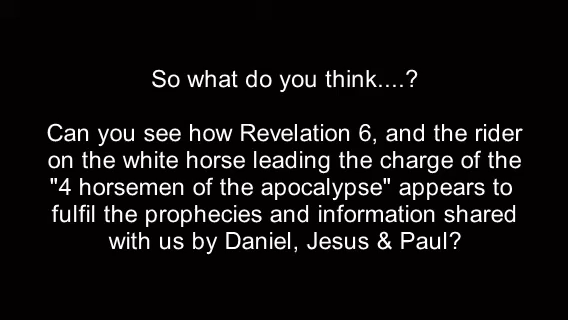 So what do you think....?
Can you see how Revelation 6, and the rider
on the white horse leading the charge of the
"4 horsemen of the apocalypse" appears to
fulfil the prophecies and information shared
with us by Daniel, Jesus & Paul?